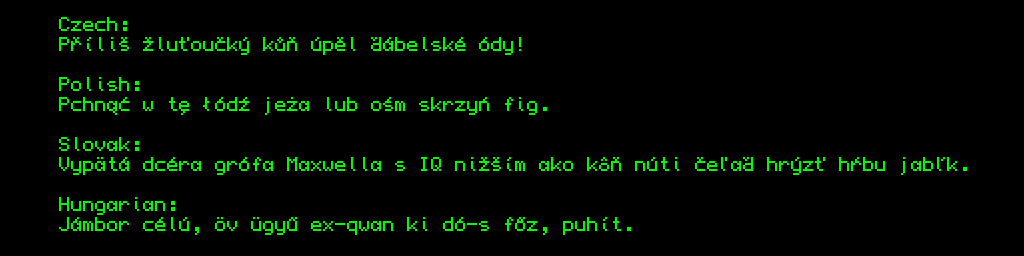 Czech:
Příliš žluťoučký kůň úpěl ďábelské ódy!
Polish:
Pchnąć w tę łódź jeża lub ośm skrzyń fig.
Slovak:
Vypätá dcéra grófa Maxwella s IQ nižším ako kôň núti čeľaď hrýzť hŕbu jabĺk.
Hungarian:
Jámbor célú, öv ügyű ex-qwan ki dó-s főz, puhít.